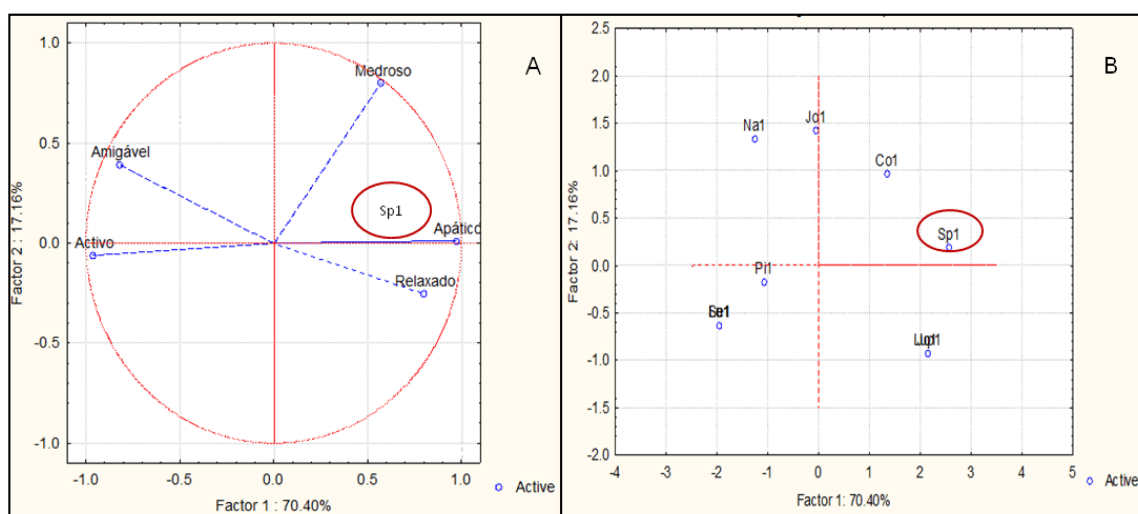 A
1.0
Medroso
0.5
Amigável
Sp1
Apático
0.0
Activo
Relaxado
-0.5
-1.0
Factor 2 : 17.16%
-1.0 -0.5 0.0 0.5 1.0
Active
Factor 1 : 70.40%
B
2.5
2.0
1.5
Na1
Jo1
Co1
1.0
0.5
Sp1
0.0
Pi1
-0.5
-1.0
-1.5
2.0
Factor 2: 17.16%
-4 -3 -2 -1 0 1 2 3 4 5
Active
Factor 1: 70.40%